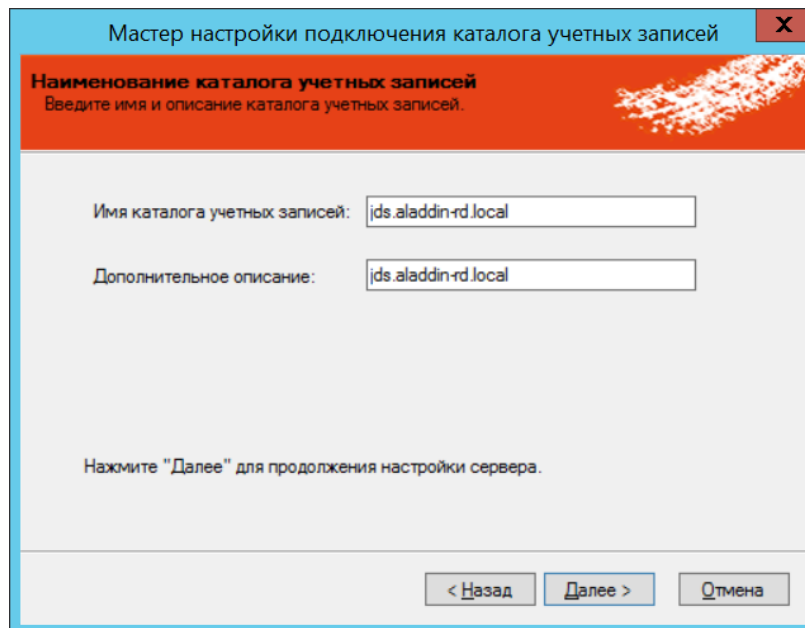 Мастер настройки подключения каталога учетных записей
X
Наименование каталога учетных записей
Введите имя и описание каталога учетных записей.
Имя каталога учетных записей: jds.aladdin-rd.local
Дополнительное описание: jds.aladdin-rd.local
Нажмите "Далее" для продолжения настройки сервера.
< Назад Далее > Отмена